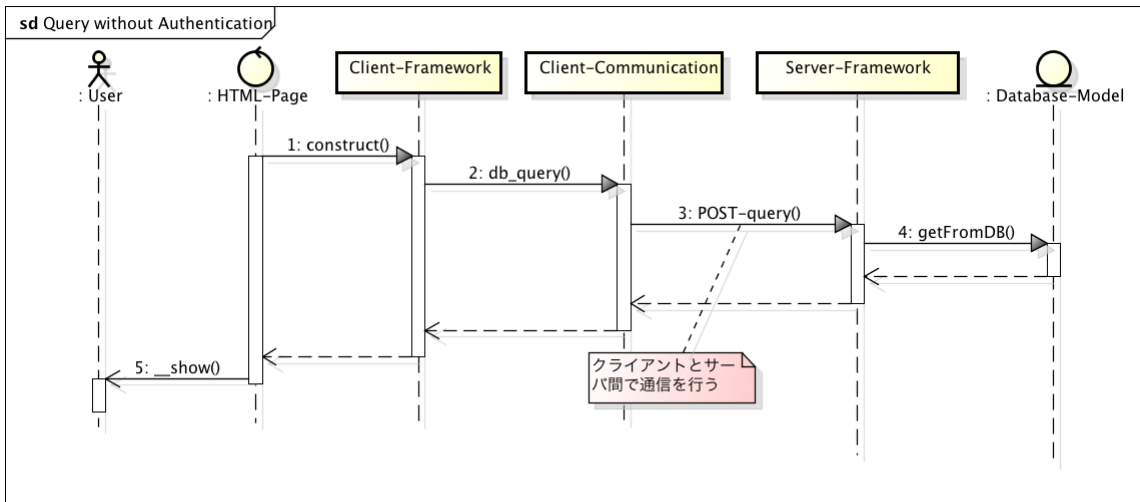 sd Query without Authentication
: User
: HTML-Page
Client-Framework
Client-Communication
Server-Framework
: Database-Model
1: construct()
2: db_query()
3: POST-query()
4: getFromDB()
クライアントとサー
バ間で通信を行う
5: __show()